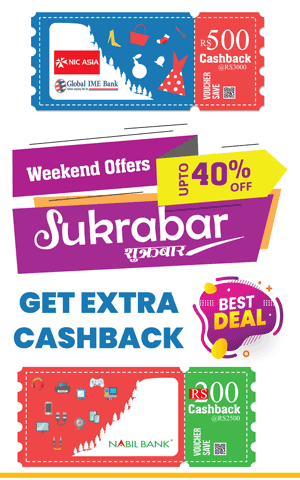 NIC ASIA
Global IME Bank
RS500
Cashback
@RS3000
VOUCHER
SAVE
Weekend Offers
UPTO 40% OFF
Sukrabar
शुक्रबार
GET EXTRA
CASHBACK
BEST
DEAL
RS200
Cashback
@RS2500
VOUCHER
SAVE
NABIL BANK